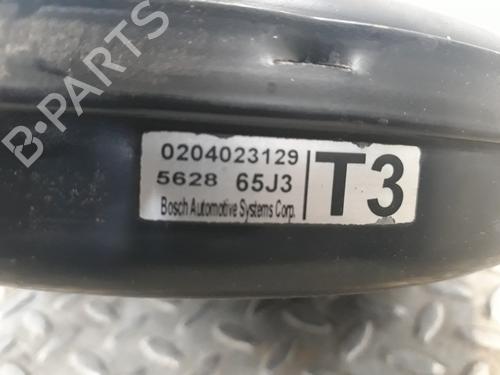 B-PARTS
0204023129
5628 65J3
Bosch Automotive Systems Corp.
T3